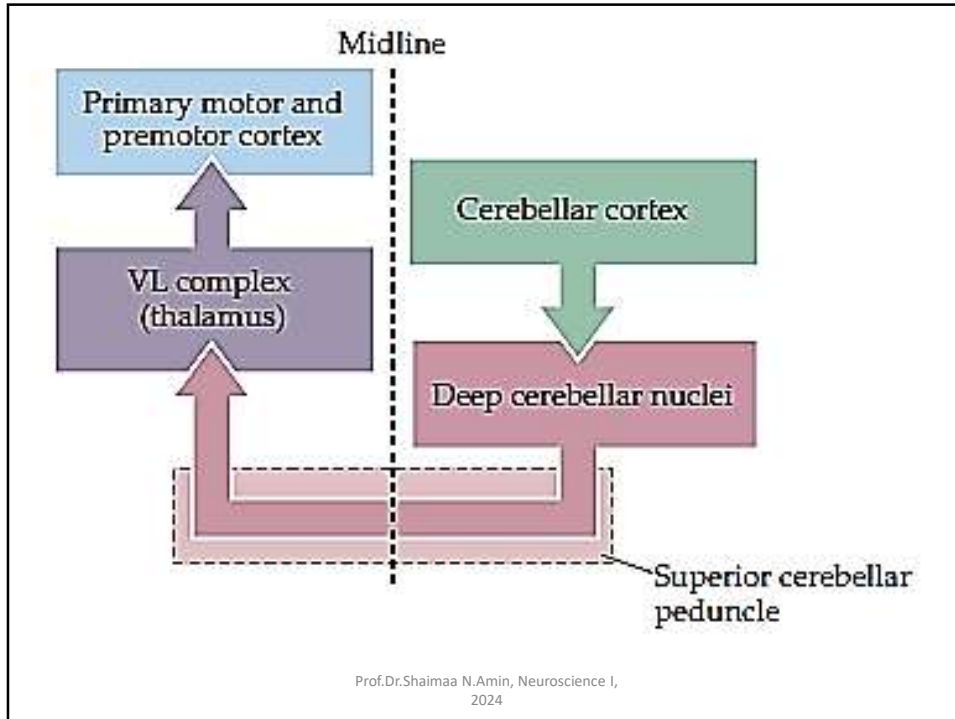 Midline
Primary motor and
premotor cortex
Cerebellar cortex
VL complex
(thalamus)
Deep cerebellar nuclei
Superior cerebellar
peduncle
Prof.Dr.Shaimaa N.Amin, Neuroscience I,
2024